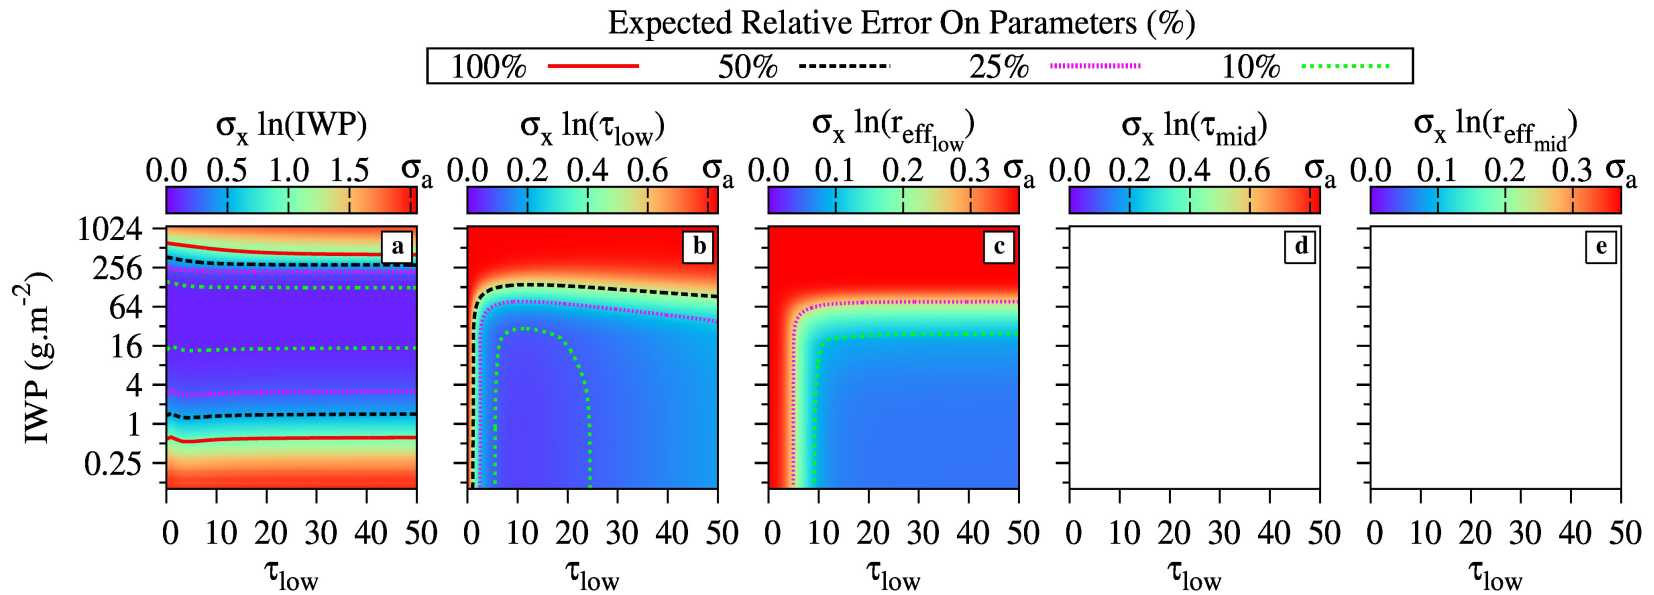 Expected Relative Error On Parameters (%)
100% 50% 25% 10%
σx ln(IWP) σx ln(τlow) σx ln(refflow) σx ln(τmid) σx ln(reffmid)
0.0 0.5 1.0 1.5 σa 0.0 0.2 0.4 0.6 σa 0.0 0.1 0.2 0.3 σa 0.0 0.2 0.4 0.6 σa 0.0 0.1 0.2 0.3 σa
a b c d e
1024
256
64
16
4
1
0.25
IWP (g.m-2)
0 10 20 30 40 50 0 10 20 30 40 50 0 10 20 30 40 50 0 10 20 30 40 50 0 10 20 30 40 50
τlow τlow τlow τlow τlow